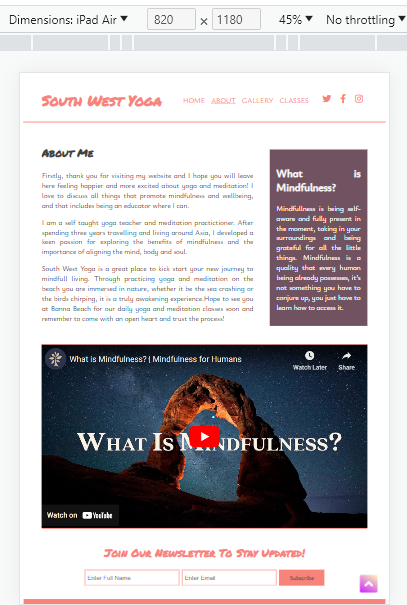 Dimensions: iPad Air 820 × 1180 45% No throttling
South West Yoga HOME ABOUT GALLERY CLASSES
About Me
Firstly, thank you for visiting my website and I hope you will leave
here feeling happier and more excited about yoga and meditation! I
love to discuss all things that promote mindfulness and wellbeing,
and that includes being an educator where I can.
I am a self taught yoga teacher and meditation practictioner. After
spending three years travelling and living around Asia, I developed a
keen passion for exploring the benefits of mindfulness and the
importance of aligning the mind, body and soul.
South West Yoga is a great place to kick start your new journey to
mindfull living. Through practicing yoga and meditation on the
beach you are immersed in nature, whether it be the sea crashing or
the birds chirping, it is a truly awakening experience.Hope to see you
at Banna Beach for our daily yoga and meditation classes soon and
remember to come with an open heart and trust the process!
What is
Mindfulness?
Mindfulness is being self-
aware and fully present in
the moment, taking in your
surroundings and being
grateful for all the little
things. Mindfulness is a
quality that every human
being already possesses, it's
not something you have to
conjure up, you just have to
learn how to access it.
What is Mindfulness? | Mindfulness for Humans
Watch Later Share
What Is Mindfulness?
Watch on YouTube
Join Our Newsletter To Stay Updated!
Enter Full Name Enter Email Subscribe